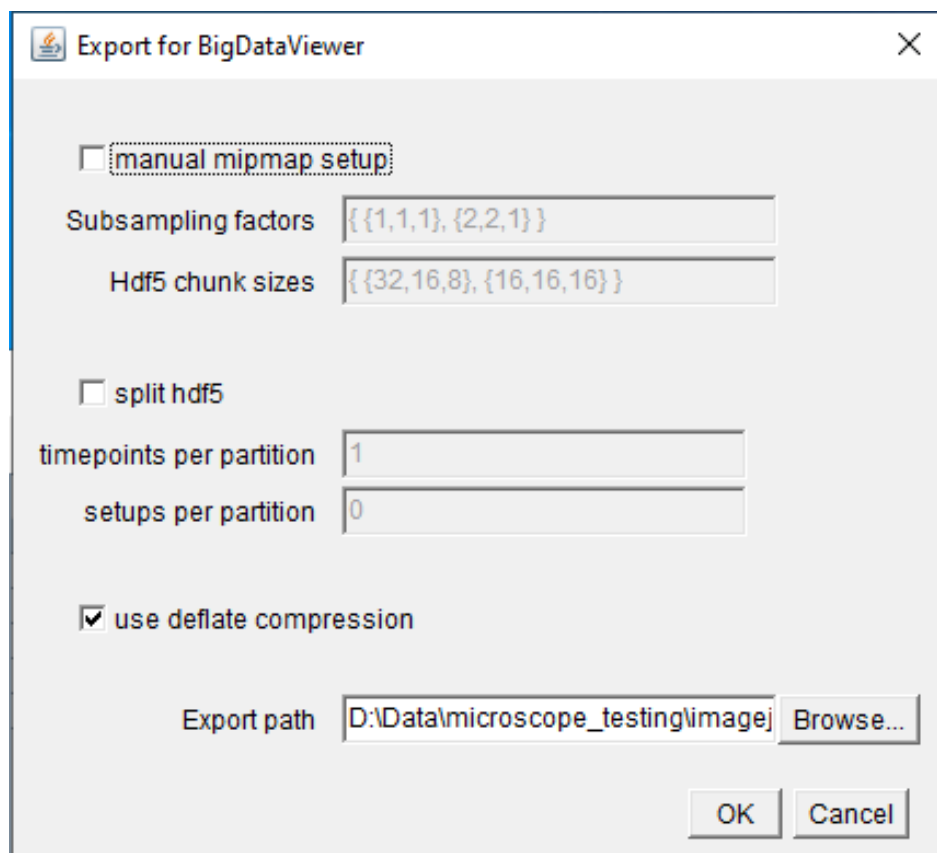 Export for BigDataViewer
manual mipmap setup
Subsampling factors { {1,1,1}, {2,2,1} }
Hdf5 chunk sizes { {32,16,8}, {16,16,16} }
split hdf5
timepoints per partition 1
setups per partition 0
use deflate compression
Export path D:\Data\microscope_testing\imagej Browse...
OK Cancel